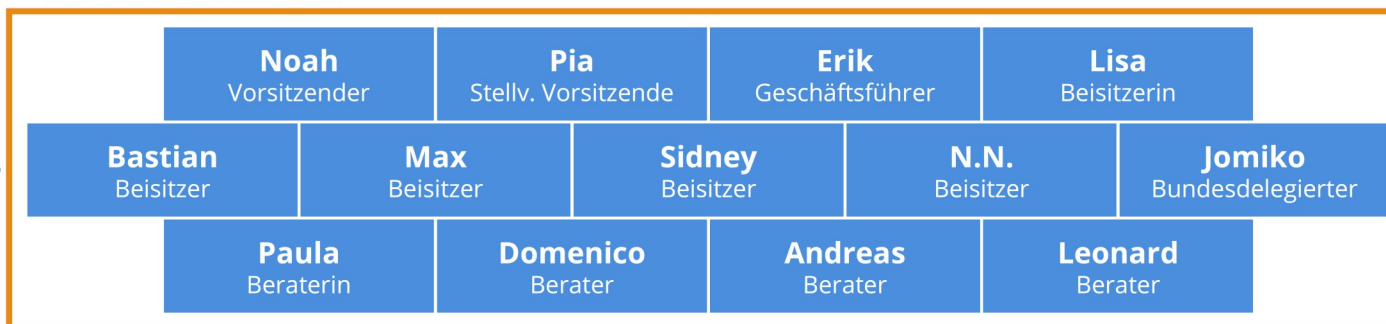 Noah
Vorsitzender
Pia
Stellv. Vorsitzende
Erik
Geschäftsführer
Lisa
Beisitzerin
Bastian
Beisitzer
Max
Beisitzer
Sidney
Beisitzer
N.N.
Beisitzer
Jomiko
Bundesdelegierter
Paula
Beraterin
Domenico
Berater
Andreas
Berater
Leonard
Berater